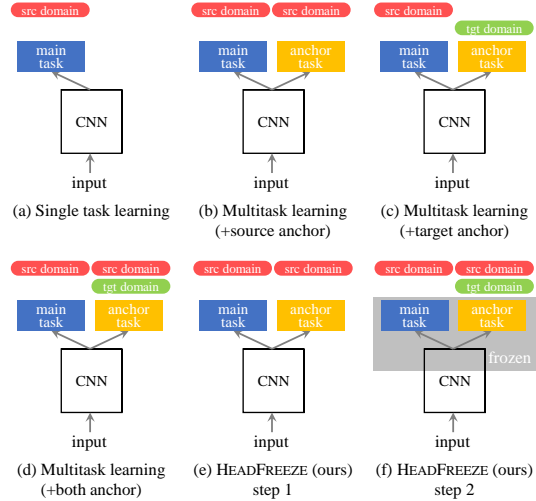 src domain src domain src domain src domain
tgt domain
main task main task anchor task main task anchor task
CNN CNN CNN
input input input
(a) Single task learning (b) Multitask learning (+source anchor) (c) Multitask learning (+target anchor)
src domain src domain src domain src domain src domain src domain
tgt domain tgt domain
main task anchor task main task anchor task main task anchor task
frozen
CNN CNN CNN
input input input
(d) Multitask learning (+both anchor) (e) HEADFREEZE (ours) step 1 (f) HEADFREEZE (ours) step 2